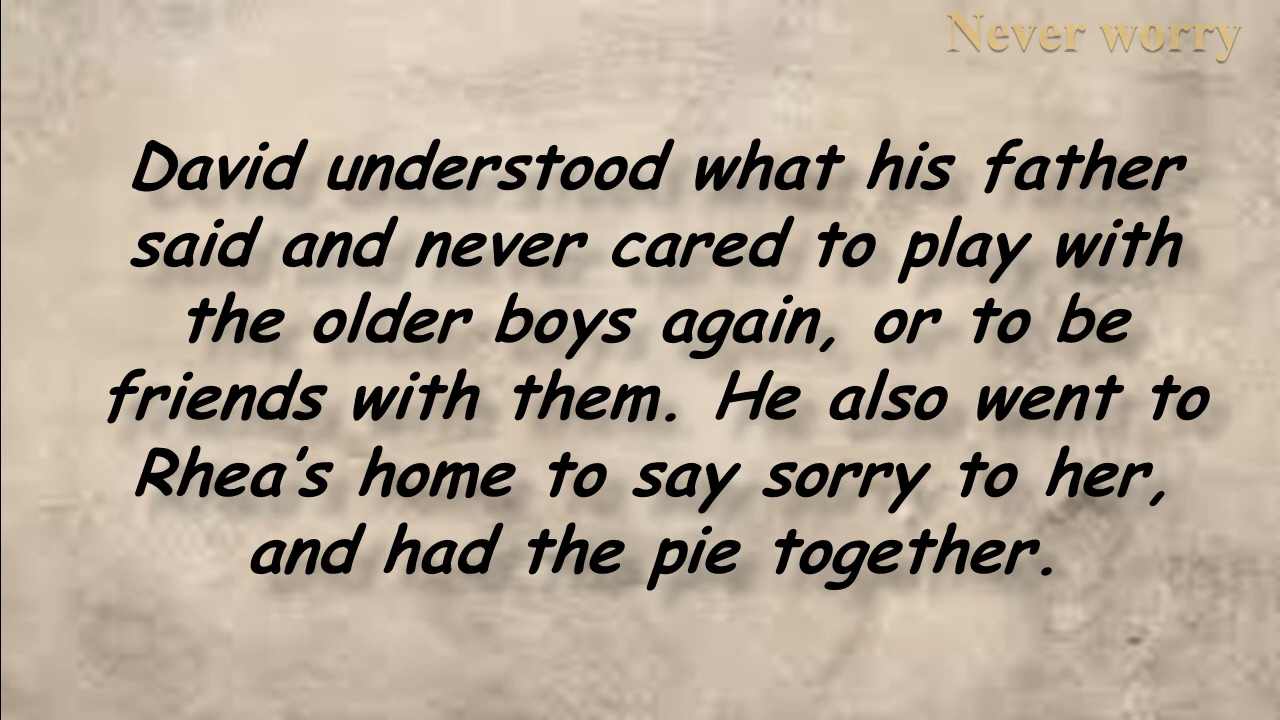 Never worry
David understood what his father
said and never cared to play with
the older boys again, or to be
friends with them. He also went to
Rhea’s home to say sorry to her,
and had the pie together.